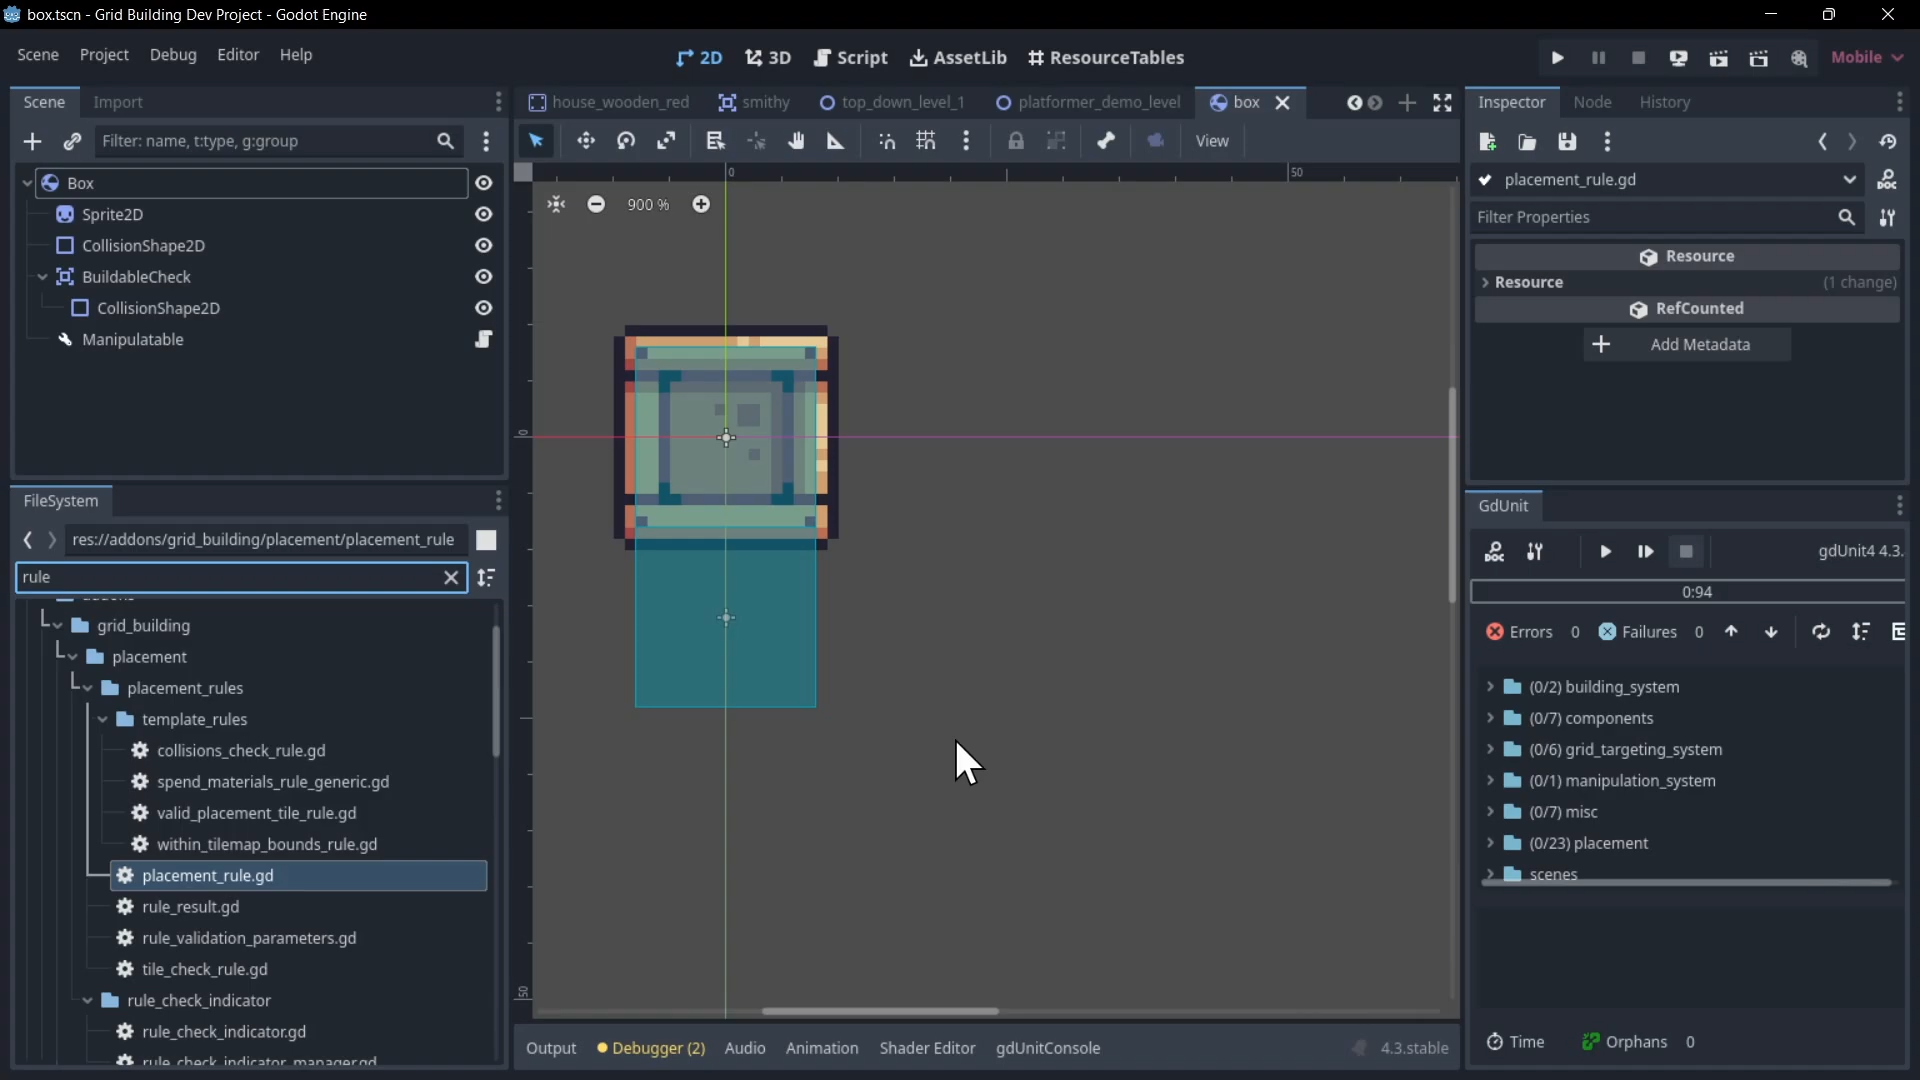 box.tscn - Grid Building Dev Project - Godot Engine
Scene Project Debug Editor Help
2D 3D Script AssetLib ResourceTables
Mobile
Scene Import
house_wooden_red smithy top_down_level_1 platformer_demo_level box
Inspector Node History
Filter: name, t:type, g:group
View
placement_rule.gd
Box
0 50
Sprite2D
900 %
Filter Properties
CollisionShape2D
Resource
BuildableCheck
Resource (1 change)
CollisionShape2D
RefCounted
Manipulatable
Add Metadata
0
FileSystem
GdUnit
res://addons/grid_building/placement/placement_rule
DOC
gdUnit4 4.3.
rule
0:94
grid_building
Errors 0 Failures 0
placement
placement_rules
(0/2) building_system
template_rules
(0/7) components
collisions_check_rule.gd
(0/6) grid_targeting_system
spend_materials_rule_generic.gd
(0/1) manipulation_system
valid_placement_tile_rule.gd
(0/7) misc
within_tilemap_bounds_rule.gd
(0/23) placement
placement_rule.gd
scenes
rule_result.gd
rule_validation_parameters.gd
tile_check_rule.gd
50
rule_check_indicator
rule_check_indicator.gd
rule_check_indicator_manager.gd
Output Debugger (2) Audio Animation Shader Editor gdUnitConsole 4.3.stable
Time Orphans 0